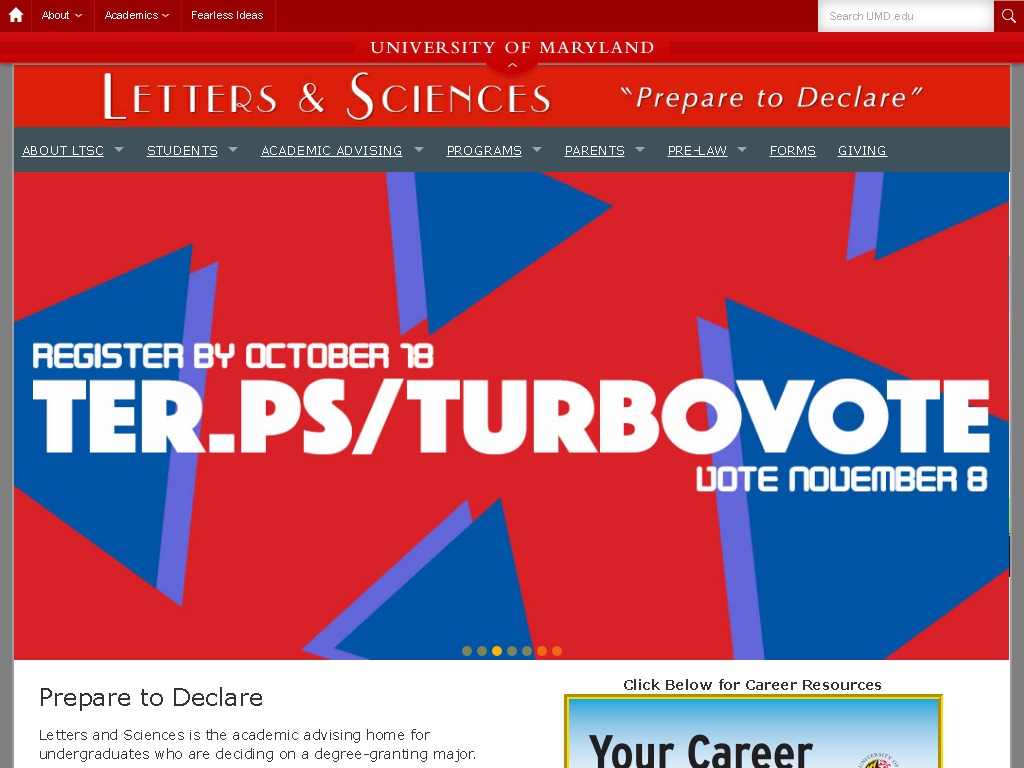 About
Academics
Fearless Ideas
Search UMD.edu
UNIVERSITY OF MARYLAND
LETTERS & SCIENCES
"Prepare to Declare"
ABOUT LTSC
STUDENTS
ACADEMIC ADVISING
PROGRAMS
PARENTS
PRE-LAW
FORMS
GIVING
REGISTER BY OCTOBER 18
TER.PS/TURBOVOTE
VOTE NOVEMBER 8
Prepare to Declare
Letters and Sciences is the academic advising home for
undergraduates who are deciding on a degree-granting major.
Click Below for Career Resources
Your Career